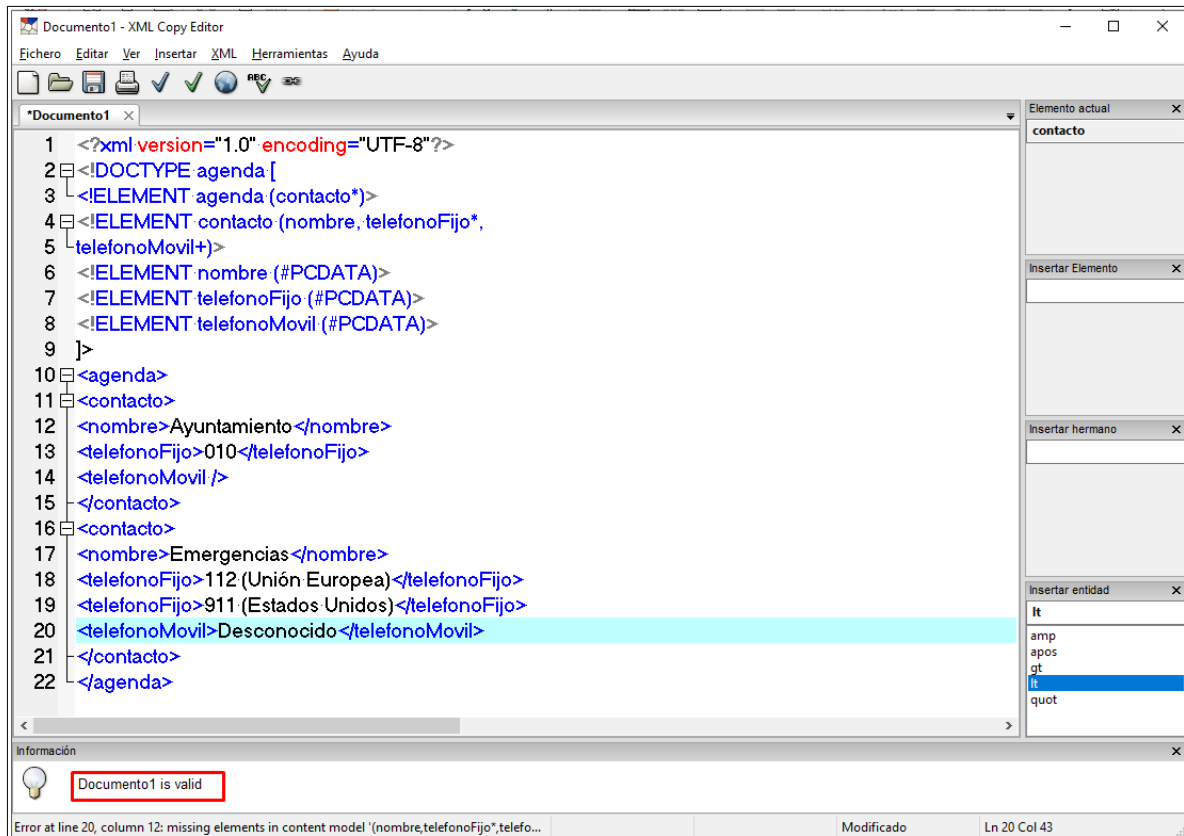 Documento1 - XML Copy Editor
Fichero Editar Ver Insertar XML Herramientas Ayuda
ABC
*Documento1
1 <?xml version="1.0" encoding="UTF-8"?>
2 <!DOCTYPE agenda [
3 <!ELEMENT agenda (contacto*)>
4 <!ELEMENT contacto (nombre, telefonoFijo*,
5 telefonoMovil+)>
6 <!ELEMENT nombre (#PCDATA)>
7 <!ELEMENT telefonoFijo (#PCDATA)>
8 <!ELEMENT telefonoMovil (#PCDATA)>
9 ]>
10 <agenda>
11 <contacto>
12 <nombre>Ayuntamiento</nombre>
13 <telefonoFijo>010</telefonoFijo>
14 <telefonoMovil />
15 </contacto>
16 <contacto>
17 <nombre>Emergencias</nombre>
18 <telefonoFijo>112 (Unión Europea)</telefonoFijo>
19 <telefonoFijo>911 (Estados Unidos)</telefonoFijo>
20 <telefonoMovil>Desconocido</telefonoMovil>
21 </contacto>
22 </agenda>
Elemento actual
contacto
Insertar Elemento
Insertar hermano
Insertar entidad
lt
amp
apos
gt
lt
quot
Información
Documento1 is valid
Error at line 20, column 12: missing elements in content model '(nombre,telefonoFijo*,telefo...
Modificado
Ln 20 Col 43